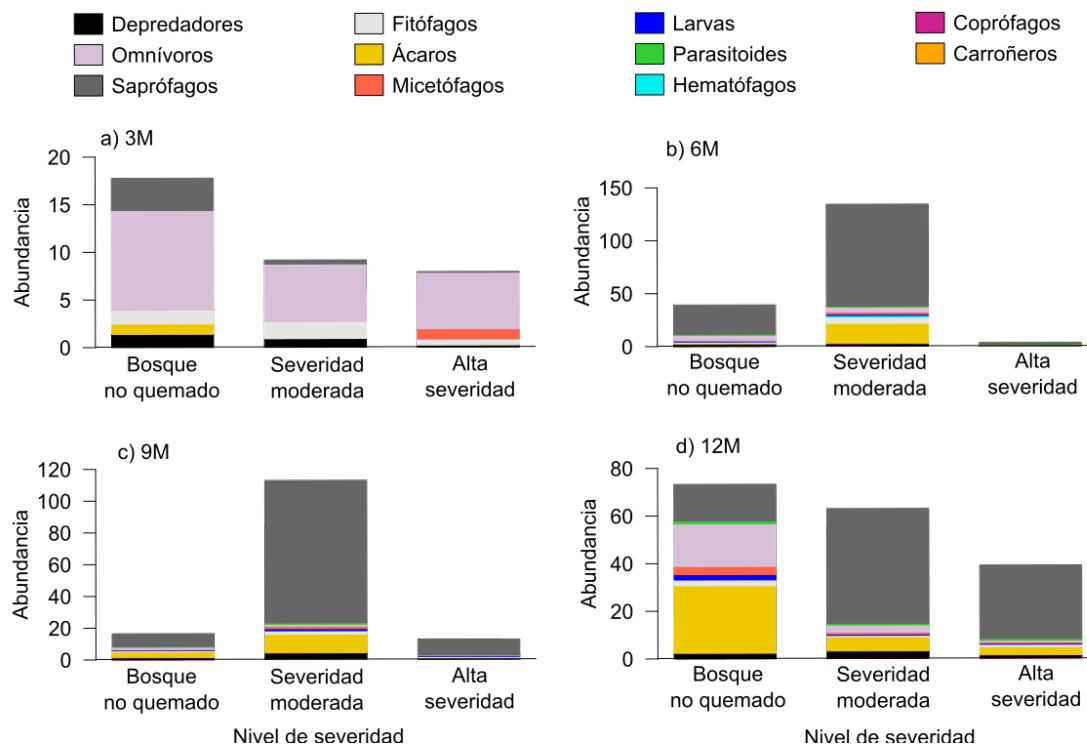 Depredadores
Omnívoros
Saprófagos
Fitófagos
Ácaros
Micetófagos
Larvas
Parasitoides
Hematófagos
Coprófagos
Carroñeros
a) 3M
Abundancia
20
15
10
5
0
Bosque
no quemado
Severidad
moderada
Alta
severidad
b) 6M
Abundancia
150
100
50
0
Bosque
no quemado
Severidad
moderada
Alta
severidad
c) 9M
Abundancia
120
100
80
60
40
20
0
Bosque
no quemado
Severidad
moderada
Alta
severidad
Nivel de severidad
d) 12M
Abundancia
80
60
40
20
0
Bosque
no quemado
Severidad
moderada
Alta
severidad
Nivel de severidad